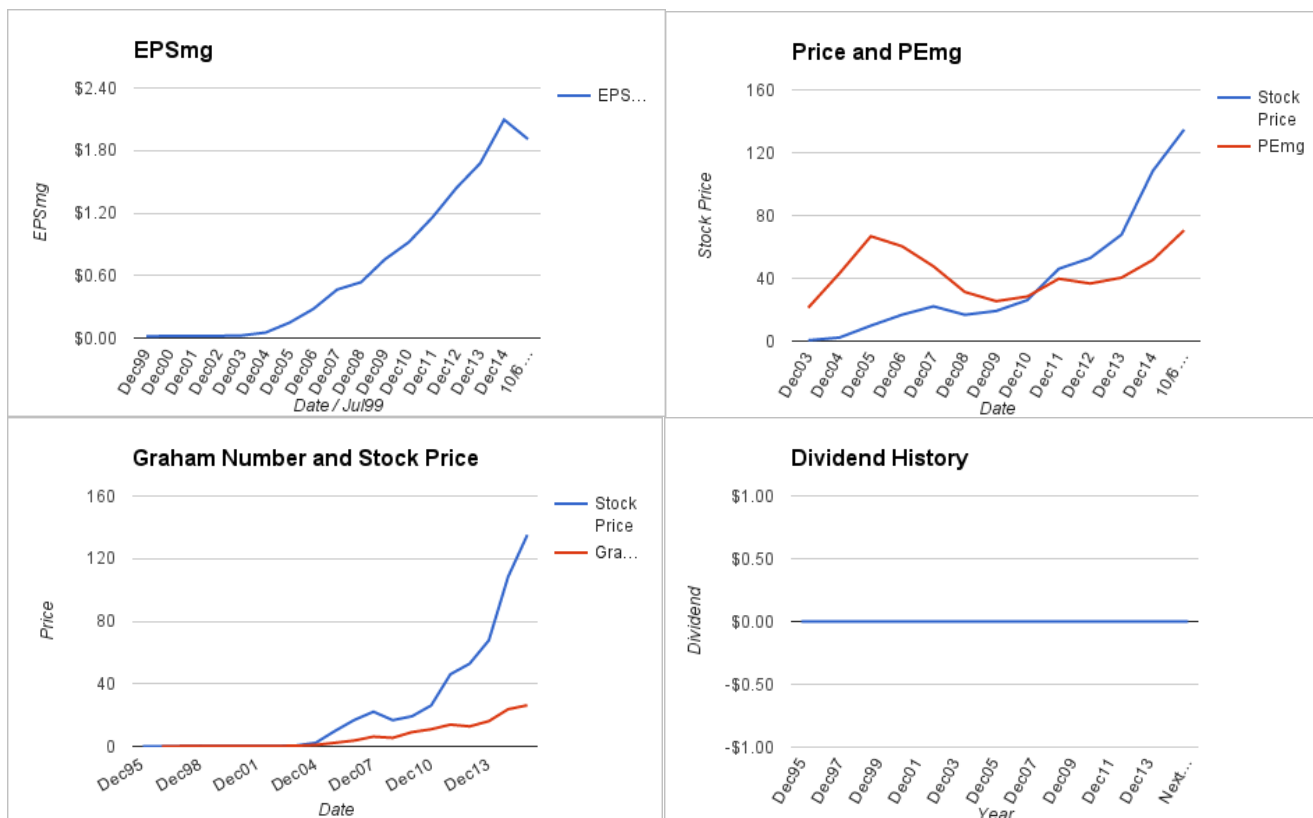 EPSmg
$2.40
$1.80
$1.20
$0.60
$0.00
EPSmg
EPS...
Dec99
Dec00
Dec01
Dec02
Dec03
Dec04
Dec05
Dec06
Dec07
Dec08
Dec09
Dec10
Dec11
Dec12
Dec13
Dec14
10/6...
Date / Jul99
Price and PEmg
160
120
80
40
0
Stock Price
Stock
Price
PEmg
Dec03
Dec04
Dec05
Dec06
Dec07
Dec08
Dec09
Dec10
Dec11
Dec12
Dec13
Dec14
10/6...
Date
Graham Number and Stock Price
160
120
80
40
0
Price
Stock
Price
Gra...
Dec95
Dec98
Dec01
Dec04
Dec07
Dec10
Dec13
Date
Dividend History
$1.00
$0.50
$0.00
-$0.50
-$1.00
Dividend
Dec95
Dec97
Dec99
Dec01
Dec03
Dec05
Dec07
Dec09
Dec11
Dec13
Next...
Year